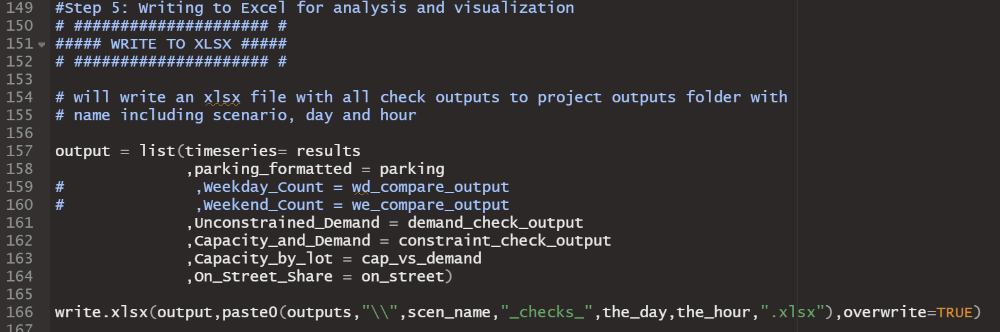 149 #Step 5: Writing to Excel for analysis and visualization
150 # ##################### #
151 ##### WRITE TO XLSX #####
152 # ##################### #
153
154 # will write an xlsx file with all check outputs to project outputs folder with
155 # name including scenario, day and hour
156
157 output = list(timeseries= results
158               ,parking_formatted = parking
159 #              ,Weekday_Count = wd_compare_output
160 #              ,Weekend_Count = we_compare_output
161               ,Unconstrained_Demand = demand_check_output
162               ,Capacity_and_Demand = constraint_check_output
163               ,Capacity_by_lot = cap_vs_demand
164               ,On_Street_Share = on_street)
165
166 write.xlsx(output,paste0(outputs,"\\",scen_name,"_checks_",the_day,the_hour,".xlsx"),overwrite=TRUE)
167